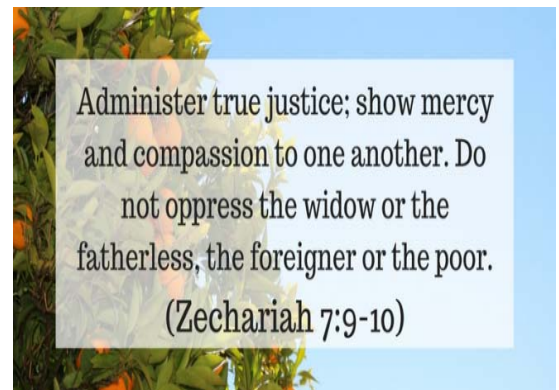 Administer true justice; show mercy
and compassion to one another. Do
not oppress the widow or the
fatherless, the foreigner or the poor.
(Zechariah 7:9-10)